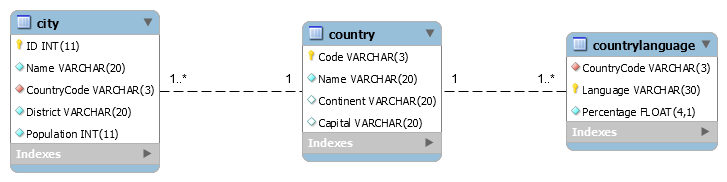 city
ID INT(11)
Name VARCHAR(20)
CountryCode VARCHAR(3)
District VARCHAR(20)
Population INT(11)
Indexes
1..*
1
country
Code VARCHAR(3)
Name VARCHAR(20)
Continent VARCHAR(20)
Capital VARCHAR(20)
Indexes
1
1..*
countrylanguage
CountryCode VARCHAR(3)
Language VARCHAR(30)
Percentage FLOAT(4,1)
Indexes